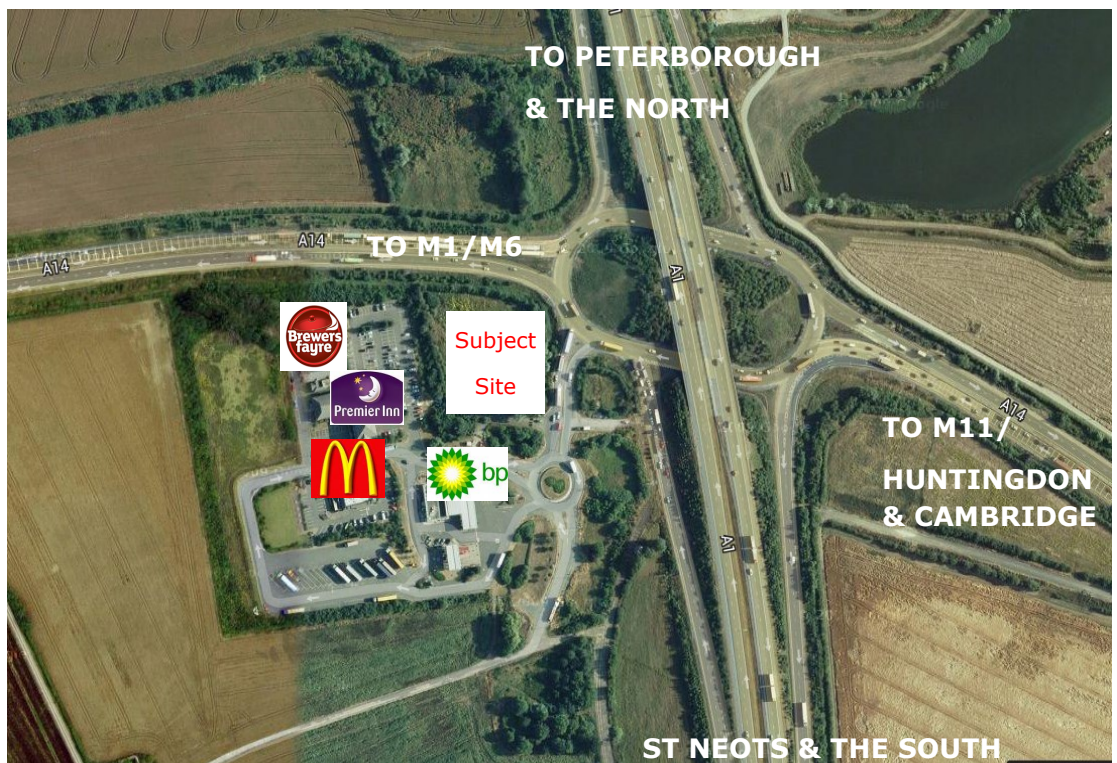 TO PETERBOROUGH
& THE NORTH
A1
A14
A14
TO M1/M6
A1
Brewers
fayre
Subject
Site
Premier Inn
A14
TO M11/
HUNTINGDON
& CAMBRIDGE
bp
A1
ST NEOTS & THE SOUTH